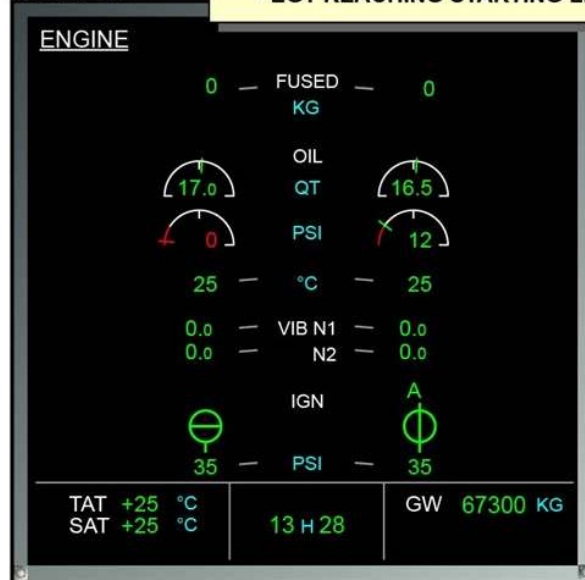 ENGINE
0 FUSED 0
KG
OIL
17.0 QT 16.5
0 PSI 12
25 °C 25
0.0 VIB N1 0.0
0.0 N2 0.0
IGN A
35 PSI 35
TAT +25 °C GW 67300 KG
SAT +25 °C 13 H 28